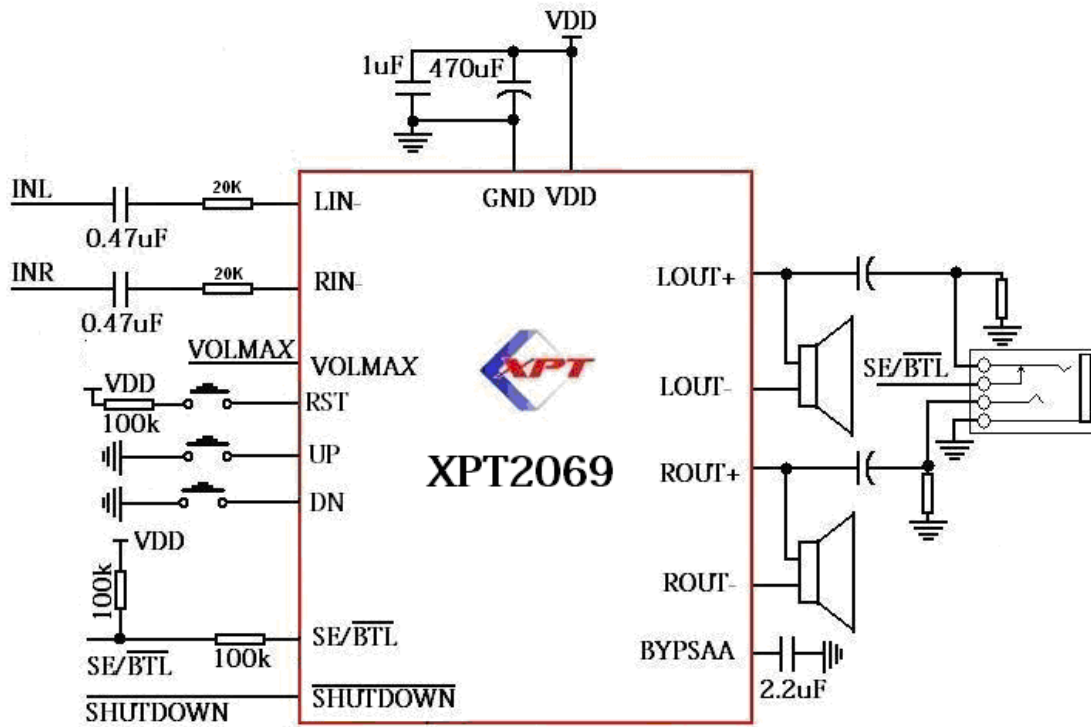 VDD
1uF
470uF
GND VDD
INL
20K
LIN-
0.47uF
INR
20K
RIN-
0.47uF
VOLMAX
VOLMAX
VDD
100k
RST
UP
DN
XPT
XPT2069
LOUT+
LOUT-
SE/BTL
ROUT+
ROUT-
VDD
100k
SE/BTL
100k
SE/BTL
BYPSAA
2.2uF
SHUTDOWN
SHUTDOWN